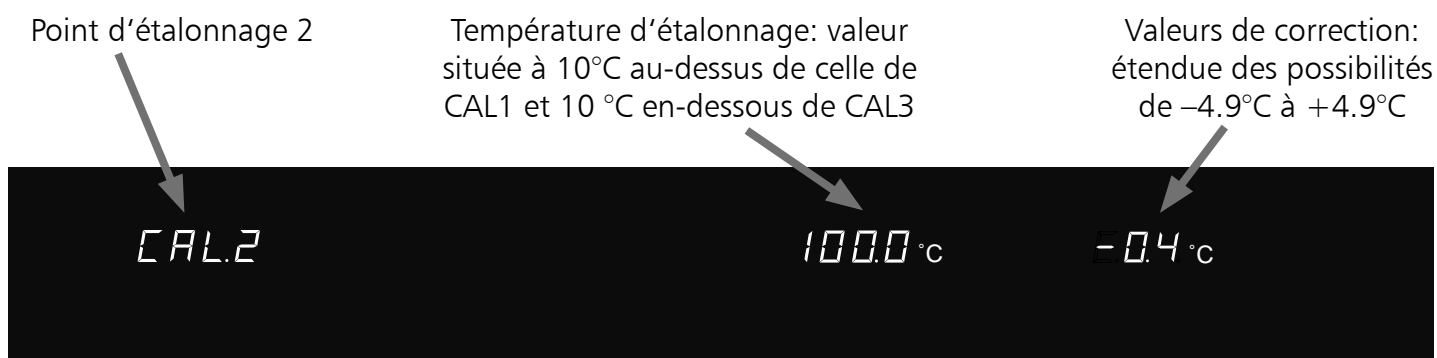 Point d‘étalonnage 2
Température d‘étalonnage: valeur
située à 10°C au-dessus de celle de
CAL1 et 10 °C en-dessous de CAL3
Valeurs de correction:
étendue des possibilités
de –4.9°C à +4.9°C
CAL.2
100.0 °C
-0.4 °C